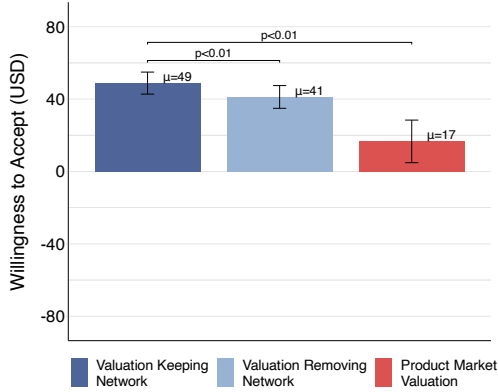 Willingness to Accept (USD)
80
40
0
-40
-80
p<0.01
p<0.01
μ=49
μ=41
μ=17
Valuation Keeping
Network
Valuation Removing
Network
Product Market
Valuation